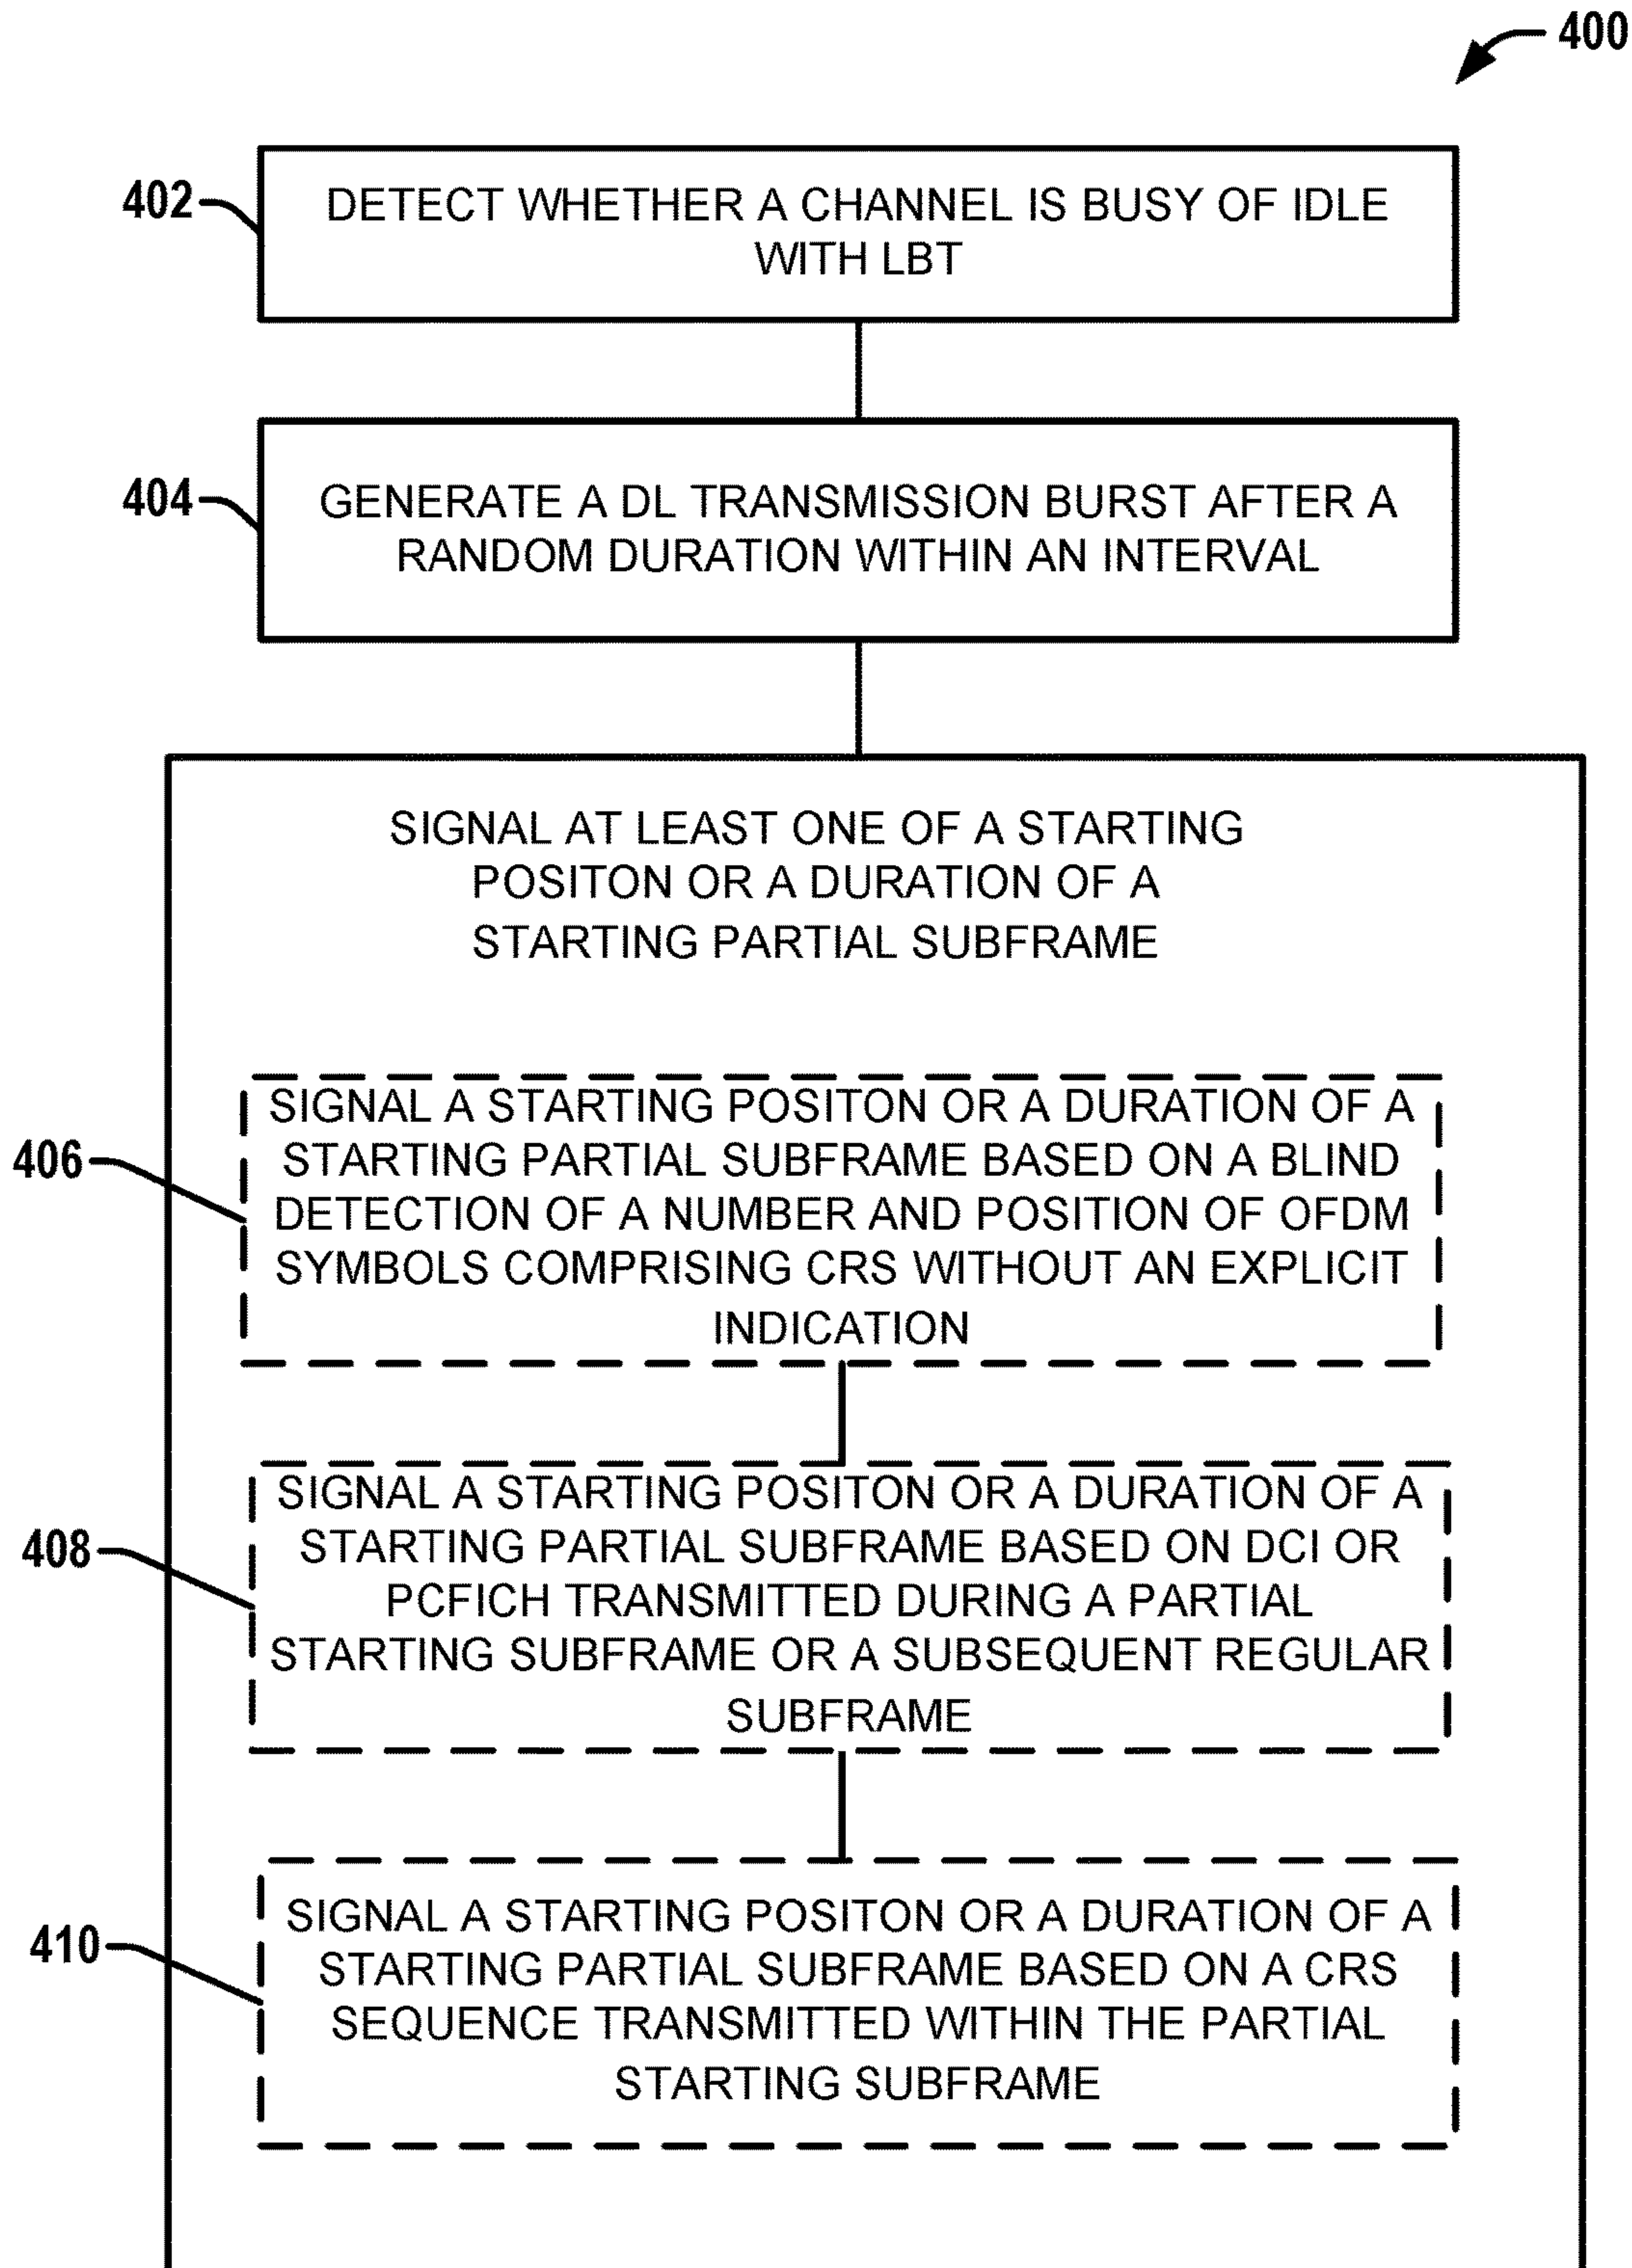 400
402
DETECT WHETHER A CHANNEL IS BUSY OF IDLE
WITH LBT
404
GENERATE A DL TRANSMISSION BURST AFTER A
RANDOM DURATION WITHIN AN INTERVAL
SIGNAL AT LEAST ONE OF A STARTING
POSITON OR A DURATION OF A
STARTING PARTIAL SUBFRAME
406
SIGNAL A STARTING POSITON OR A DURATION OF A
STARTING PARTIAL SUBFRAME BASED ON A BLIND
DETECTION OF A NUMBER AND POSITION OF OFDM
SYMBOLS COMPRISING CRS WITHOUT AN EXPLICIT
INDICATION
408
SIGNAL A STARTING POSITON OR A DURATION OF A
STARTING PARTIAL SUBFRAME BASED ON DCI OR
PCFICH TRANSMITTED DURING A PARTIAL
STARTING SUBFRAME OR A SUBSEQUENT REGULAR
SUBFRAME
410
SIGNAL A STARTING POSITON OR A DURATION OF A
STARTING PARTIAL SUBFRAME BASED ON A CRS
SEQUENCE TRANSMITTED WITHIN THE PARTIAL
STARTING SUBFRAME